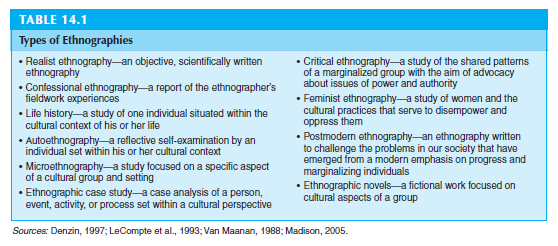 TABLE 14.1
Types of Ethnographies
• Realist ethnography—an objective, scientifically written
ethnography
• Confessional ethnography—a report of the ethnographer's
fieldwork experiences
• Life history—a study of one individual situated within the
cultural context of his or her life
• Autoethnography—a reflective self-examination by an
individual set within his or her cultural context
• Microethnography—a study focused on a specific aspect
of a cultural group and setting
• Ethnographic case study—a case analysis of a person,
event, activity, or process set within a cultural perspective
• Critical ethnography—a study of the shared patterns
of a marginalized group with the aim of advocacy
about issues of power and authority
• Feminist ethnography—a study of women and the
cultural practices that serve to disempower and
oppress them
• Postmodern ethnography—an ethnography written
to challenge the problems in our society that have
emerged from a modern emphasis on progress and
marginalizing individuals
• Ethnographic novels—a fictional work focused on
cultural aspects of a group
Sources: Denzin, 1997; LeCompte et al., 1993; Van Maanan, 1988; Madison, 2005.